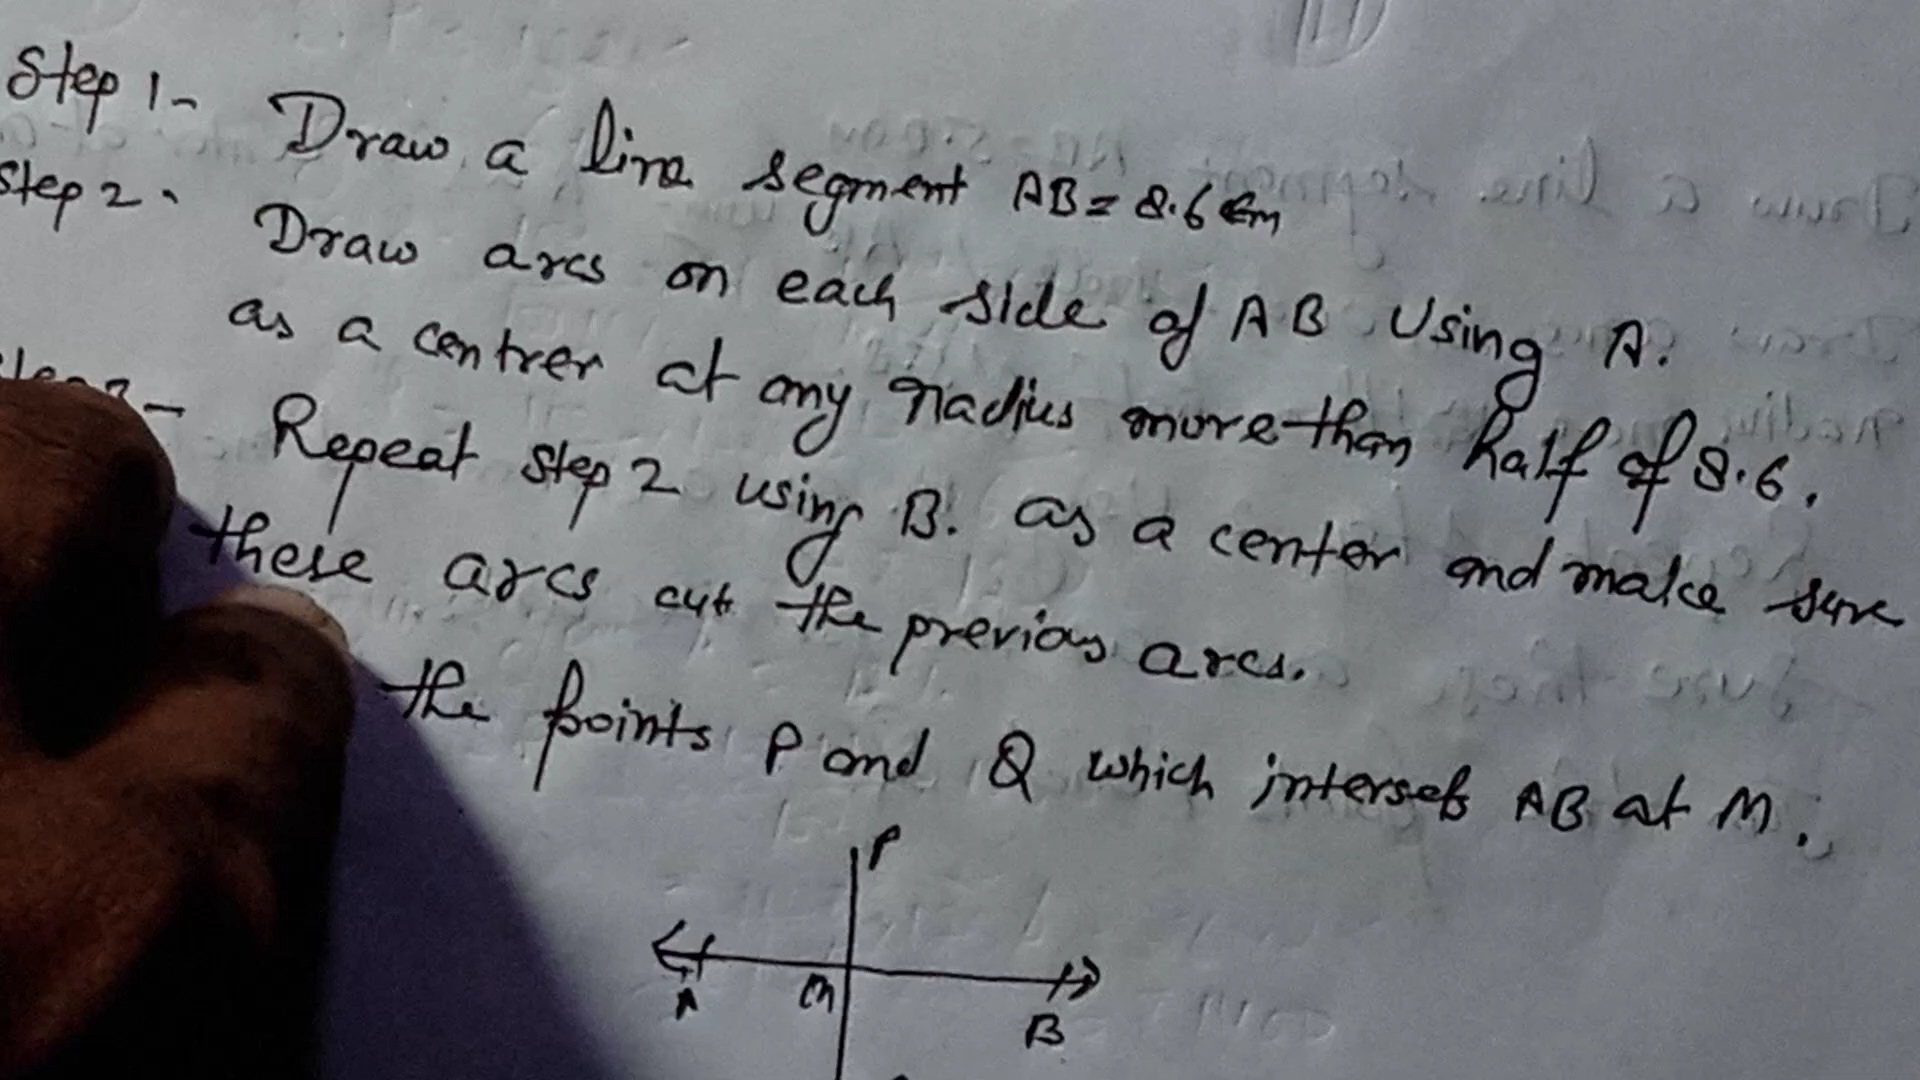 Step 1- Draw a line segment AB = 8.6 cm
Step 2. Draw arcs on each side of AB Using A.
as a centrer at any radius more than half of 8.6.
Repeat step 2 using B. as a center and make sure
these arcs cut the previous arcs.
the points P and Q which intersets AB at M.
P
A M B